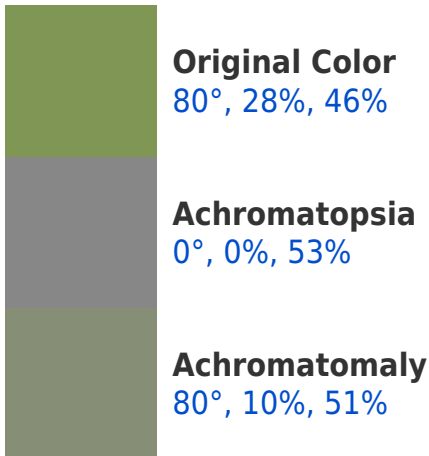 Original Color
80°, 28%, 46%
Achromatopsia
0°, 0%, 53%
Achromatomaly
80°, 10%, 51%